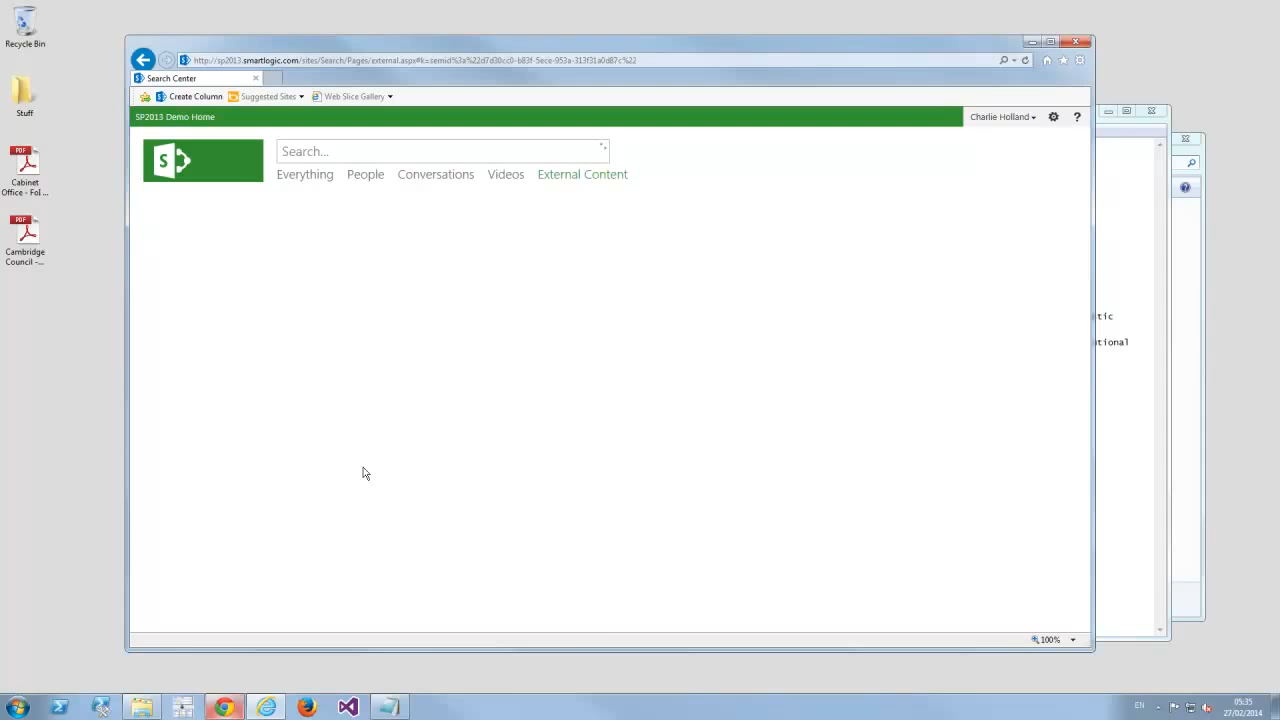 Recycle Bin
Stuff
Cabinet
Office - Fol ...
Cambridge
Council -...
http://sp2013.smartlogic.com/sites/Search/Pages/external.aspx#k=semid%3a%22d7d30cc0-b83f-5ece-953a-313f31a0d87c%22
Search Center
Create Column
Suggested Sites
Web Slice Gallery
SP2013 Demo Home
Charlie Holland
?
S
Search...
Everything
People
Conversations
Videos
External Content
tic
utional
100%
EN
05:35
27/02/2014